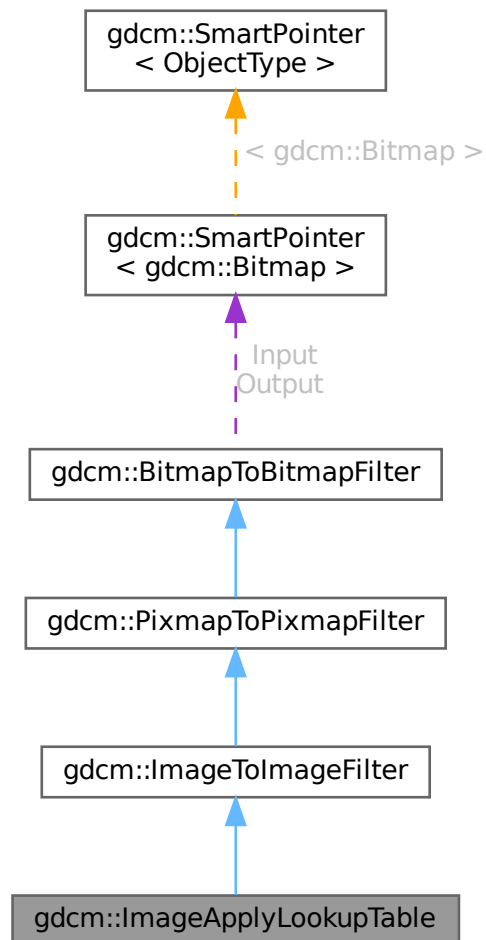 gdcm::SmartPointer
< ObjectType >
< gdcm::Bitmap >
gdcm::SmartPointer
< gdcm::Bitmap >
Input
Output
gdcm::BitmapToBitmapFilter
gdcm::PixmapToPixmapFilter
gdcm::ImageToImageFilter
gdcm::ImageApplyLookupTable